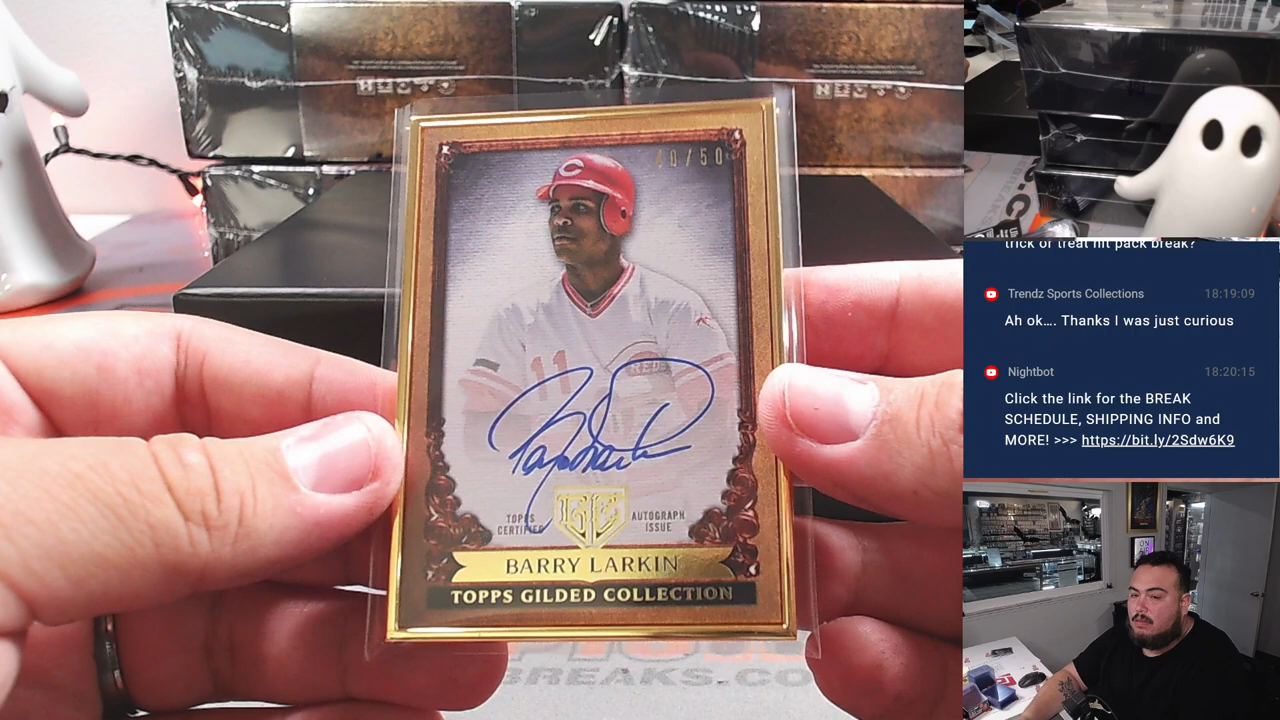 40/50
11
REDS
TOPPS CERTIFIED
AUTOGRAPH ISSUE
BARRY LARKIN
TOPPS GILDED COLLECTION
BREAKS.CO
trick or treat hit pack break?
Trendz Sports Collections 18:19:09
Ah ok.... Thanks I was just curious
Nightbot 18:20:15
Click the link for the BREAK
SCHEDULE, SHIPPING INFO and
MORE! >>> https://bit.ly/2Sdw6K9